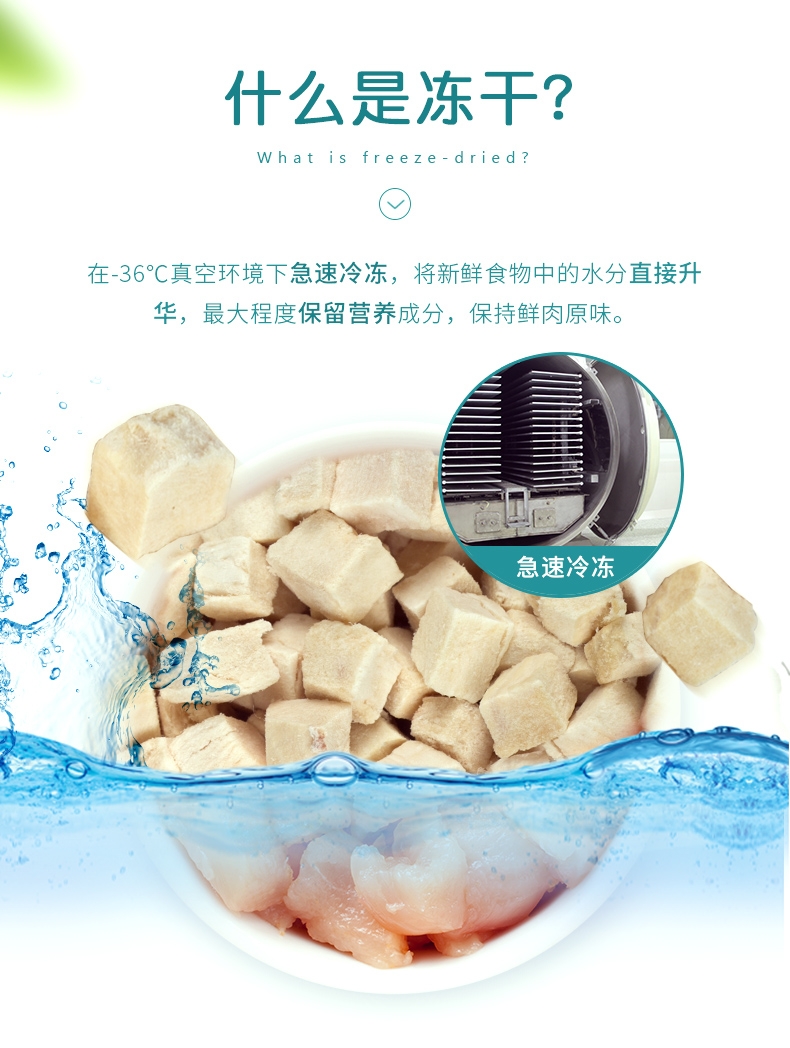 什么是冻干?
What is freeze-dried?
在-36℃真空环境下急速冷冻，将新鲜食物中的水分直接升
华，最大程度保留营养成分，保持鲜肉原味。
急速冷冻